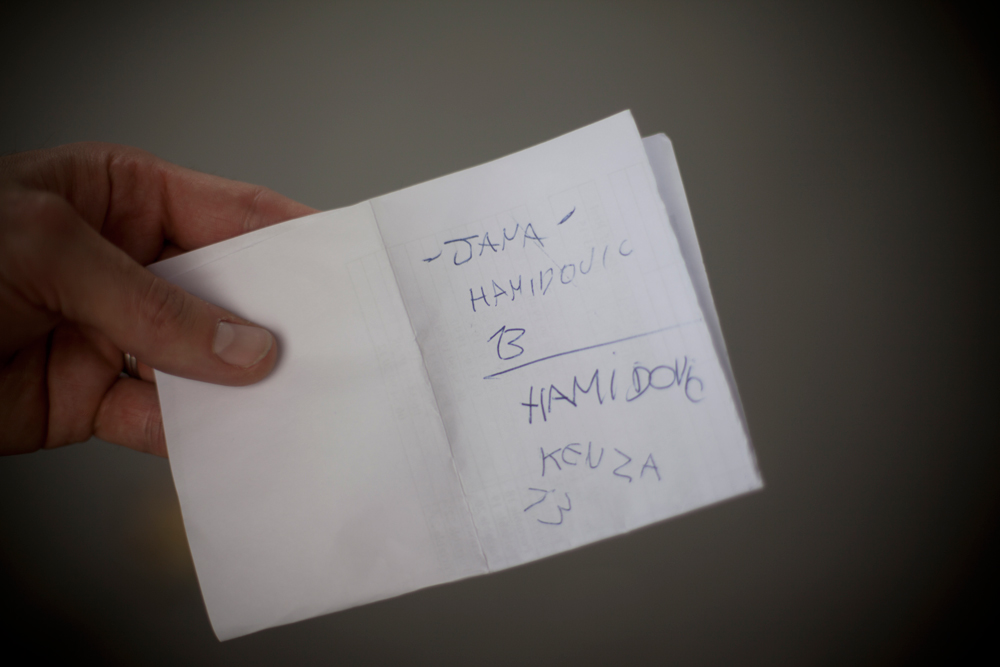 - JANA -
HAMIDOVIC
13
HAMIDOVIC
KENZA